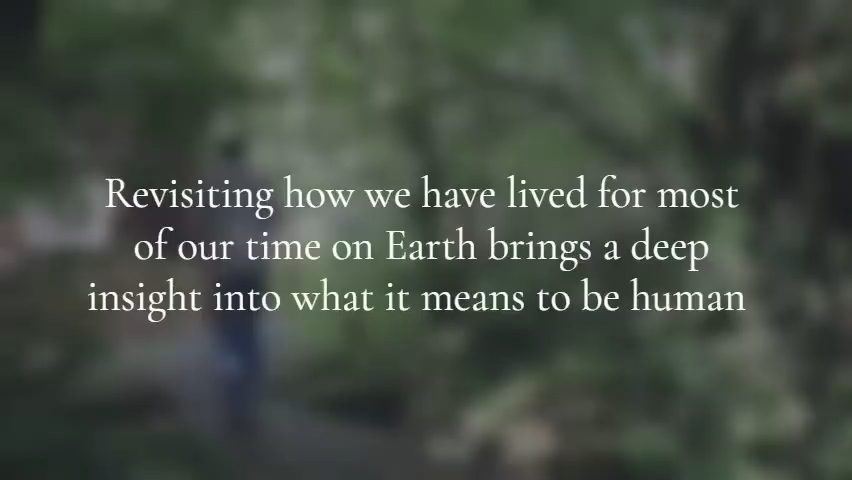 Revisiting how we have lived for most
of our time on Earth brings a deep
insight into what it means to be human